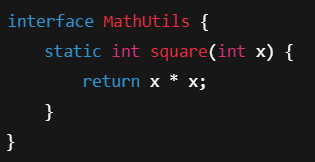 interface MathUtils {
    static int square(int x) {
        return x * x;
    }
}